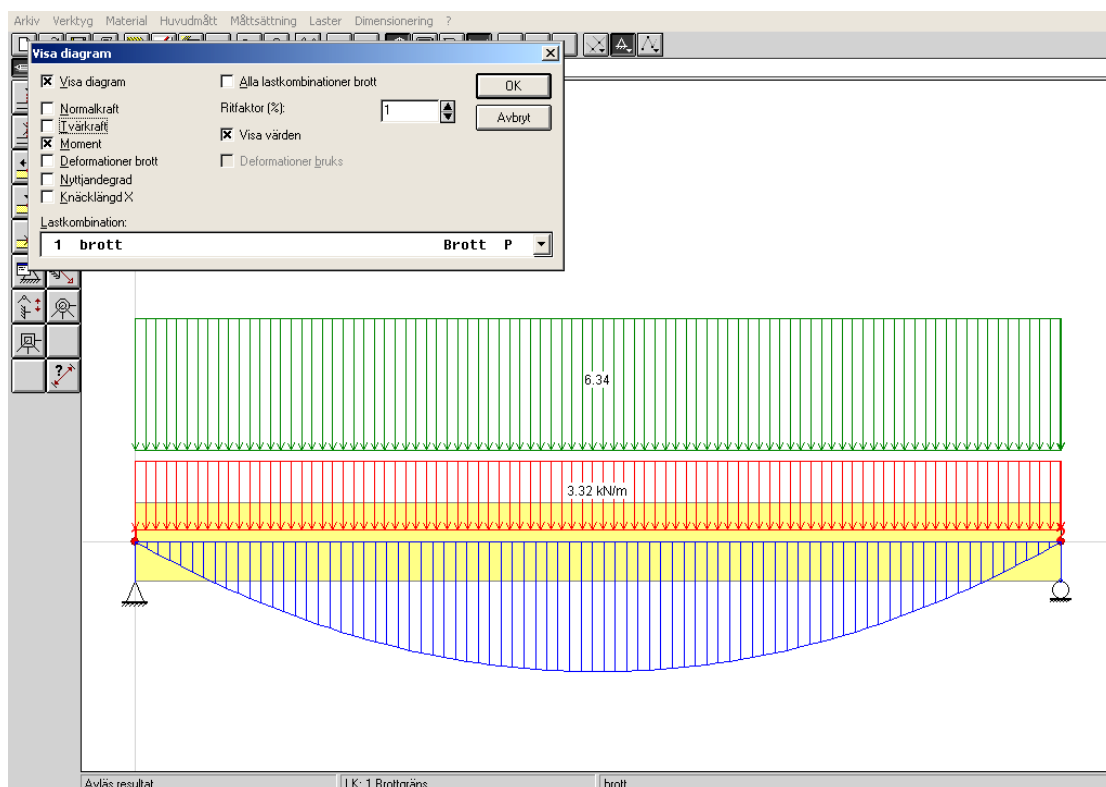 Arkiv Verktyg Material Huvudmått Måttsättning Laster Dimensionering ?
Visa diagram
Visa diagram
Alla lastkombinationer brott
OK
Normalkraft
Ritfaktor (%):
1
Avbryt
Tvärkraft
Visa värden
Moment
Deformationer brott
Deformationer bruks
Nyttjandegrad
Knäcklängd X
Lastkombination:
1 brott Brott P
?
6.34
3.32 kN/m
Avläs resultat LK: 1 Brottgräns brott